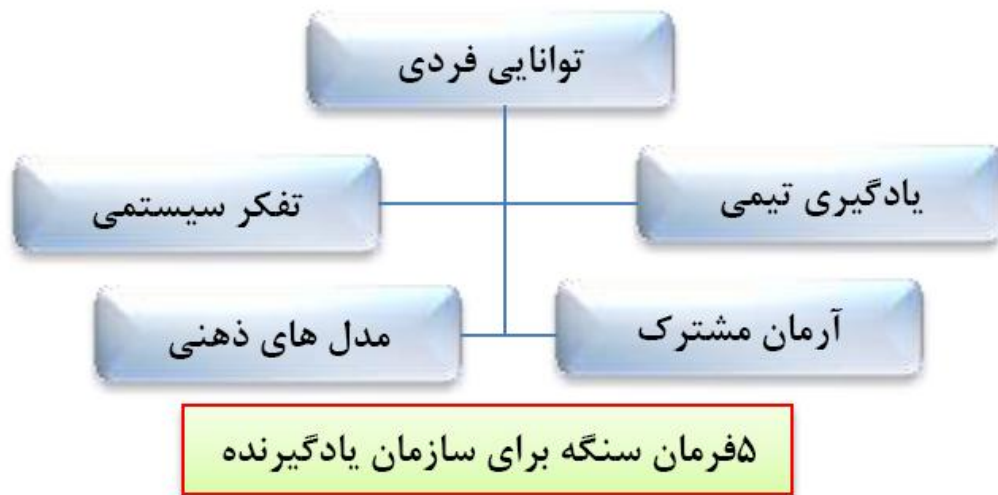 توانایی فردی
یادگیری تیمی
تفکر سیستمی
آرمان مشترک
مدل های ذهنی
۵فرمان سنگه برای سازمان یادگیرنده